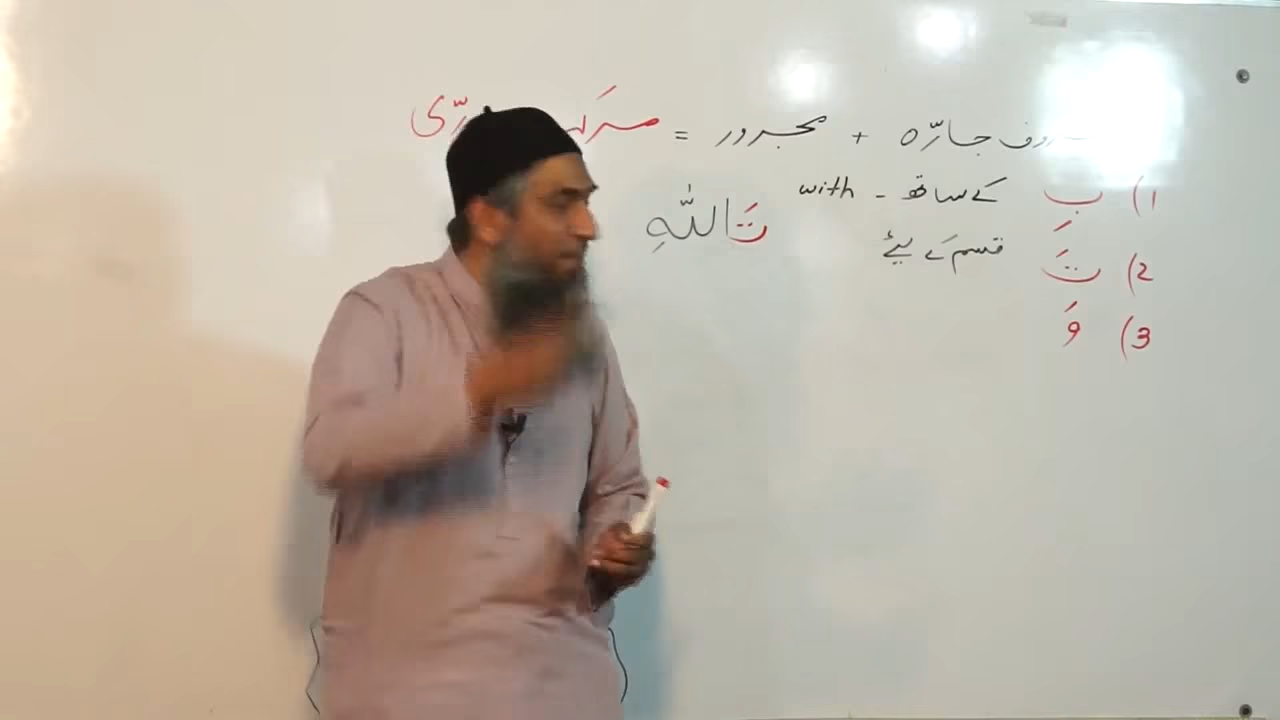 جارّہ + مجرور =
1) بِ کے ساتھ - with
2) تَ قسم کے لیے
تَاللّٰهِ
3) وَ